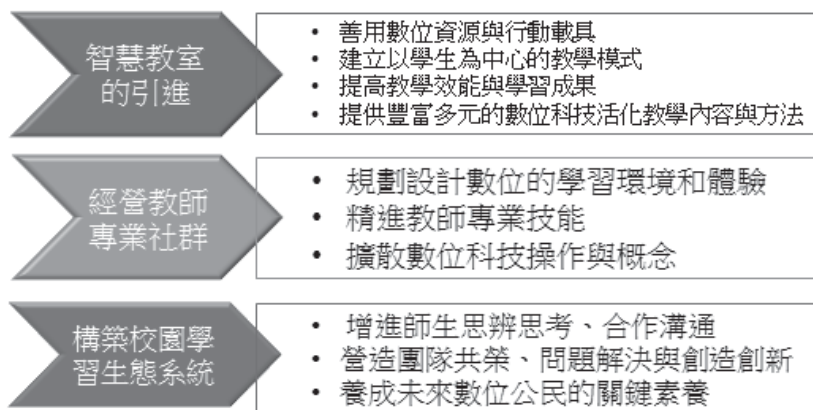 智慧教室
的引進
• 善用數位資源與行動載具
• 建立以學生為中心的教學模式
• 提高教學效能與學習成果
• 提供豐富多元的數位科技活化教學內容與方法
經營教師
專業社群
• 規劃設計數位的學習環境和體驗
• 精進教師專業技能
• 擴散數位科技操作與概念
構築校園學
習生態系統
• 增進師生思辨思考、合作溝通
• 營造團隊共榮、問題解決與創造創新
• 養成未來數位公民的關鍵素養